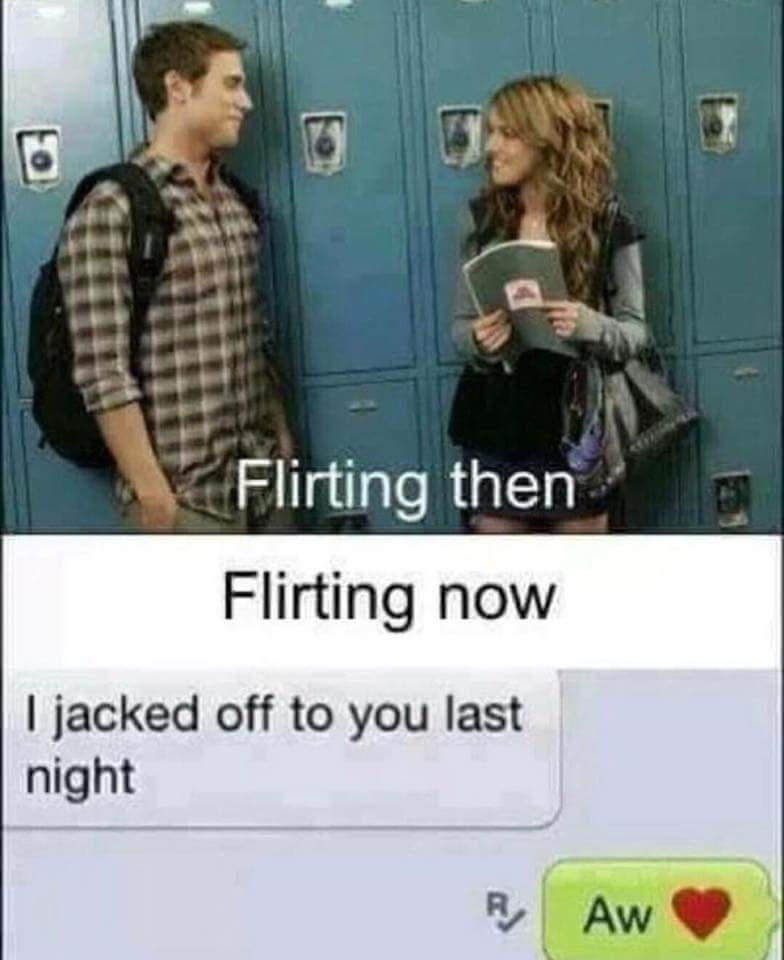 Flirting then
Flirting now
I jacked off to you last
night
R
Aw ❤